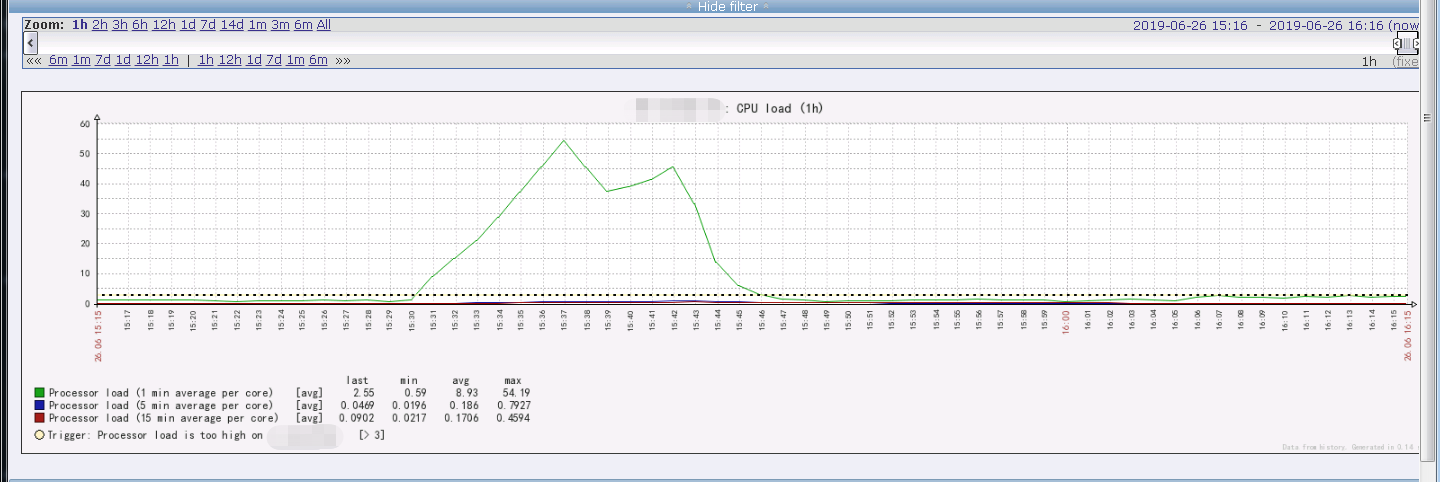 Hide filter
Zoom: 1h 2h 3h 6h 12h 1d 7d 14d 1m 3m 6m All 2019-06-26 15:16 - 2019-06-26 16:16 (now
«« 6m 1m 7d 1d 12h 1h | 1h 12h 1d 7d 1m 6m »» 1h (fixe
: CPU load (1h)
60
50
40
30
20
10
0
26.06 15:15 15:17 15:18 15:19 15:20 15:21 15:22 15:23 15:24 15:25 15:26 15:27 15:28 15:29 15:30 15:31 15:32 15:33 15:34 15:35 15:36 15:37 15:38 15:39 15:40 15:41 15:42 15:43 15:44 15:45 15:46 15:47 15:48 15:49 15:50 15:51 15:52 15:53 15:54 15:55 15:56 15:57 15:58 15:59 16:00 16:01 16:02 16:03 16:04 16:05 16:06 16:07 16:08 16:09 16:10 16:11 16:12 16:13 16:14 16:15 26.06 16:15
last min avg max
Processor load (1 min average per core) [avg] 2.55 0.59 8.93 54.19
Processor load (5 min average per core) [avg] 0.0469 0.0196 0.186 0.7927
Processor load (15 min average per core) [avg] 0.0902 0.0217 0.1706 0.4594
Trigger: Processor load is too high on [> 3]
Data from history. Generated in 0.14